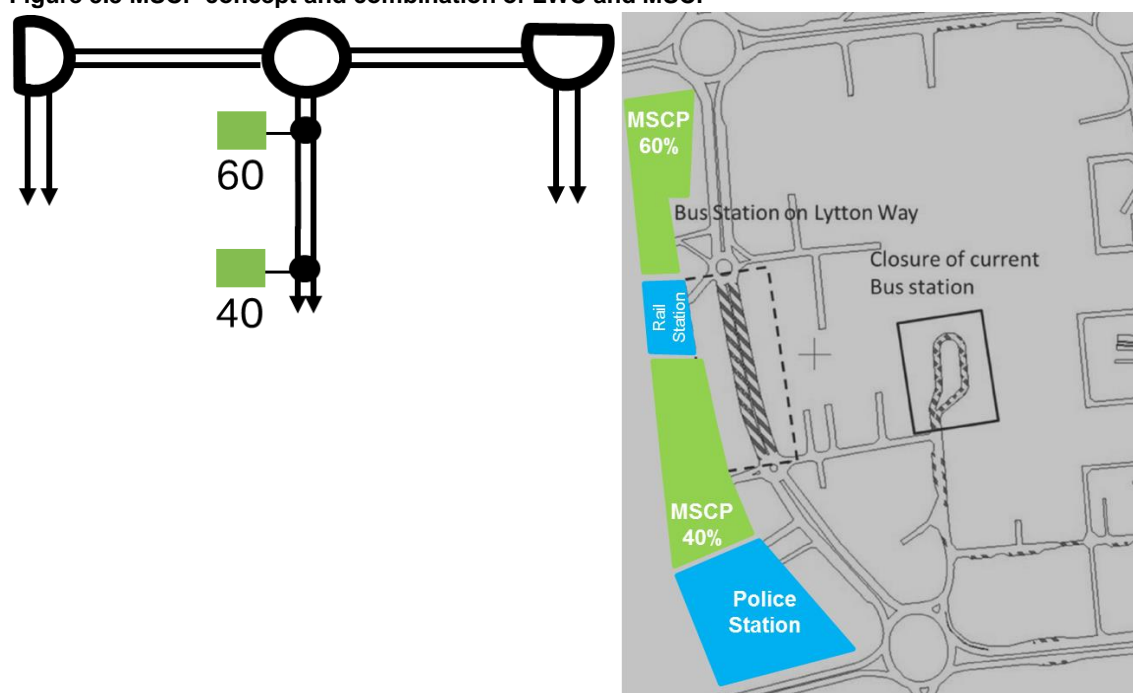 60
40
MSCP
60%
Bus Station on Lytton Way
Closure of current
Bus station
Rail
Station
MSCP
40%
Police
Station